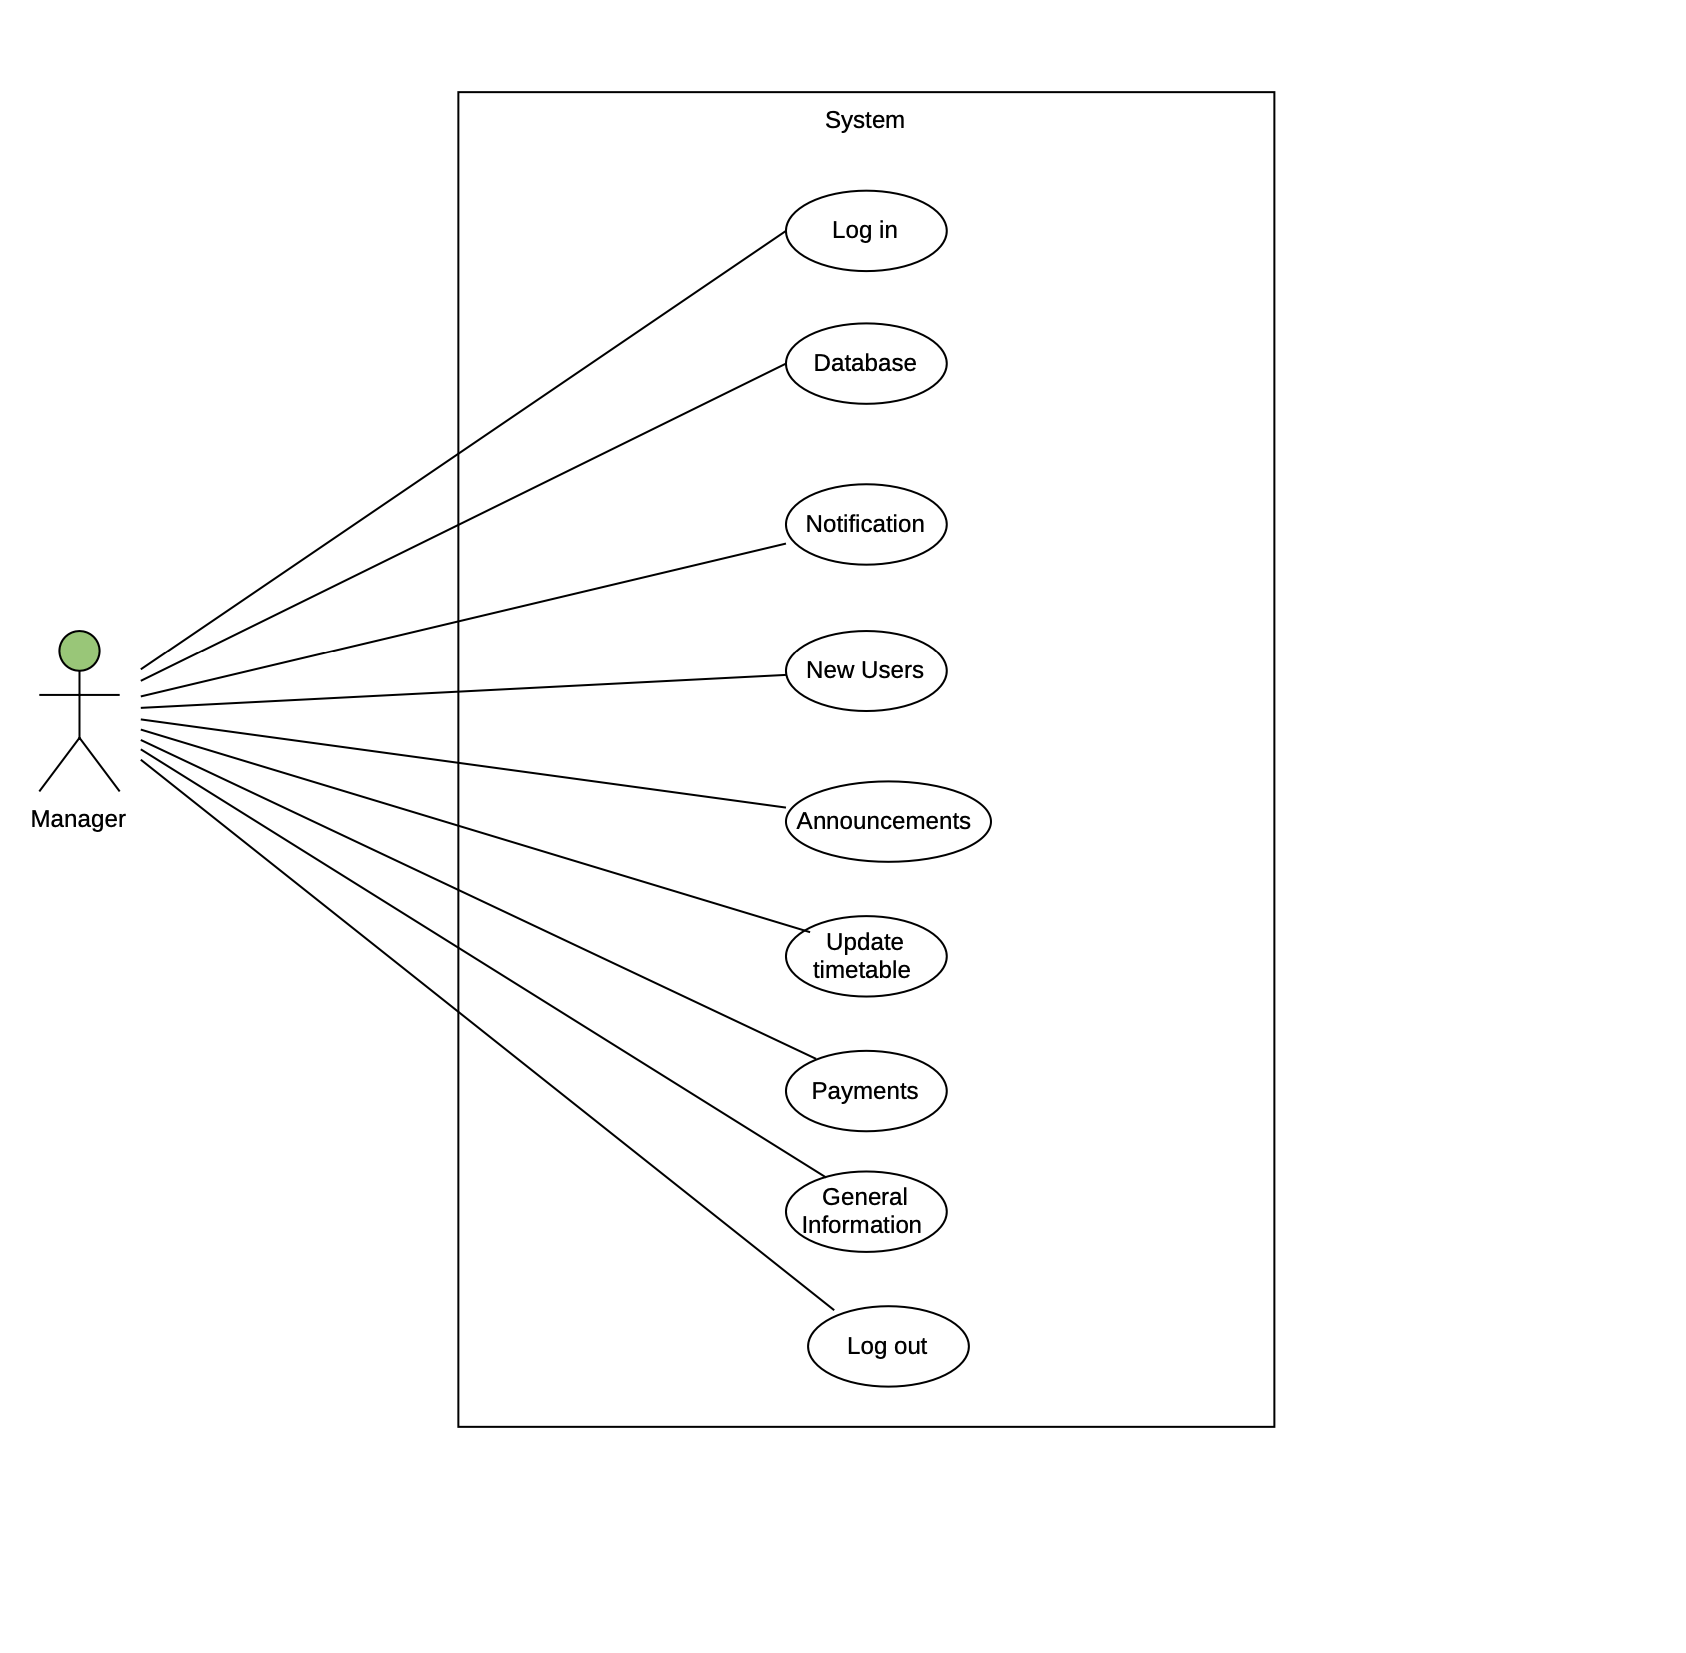 System
Log in
Database
Notification
New Users
Manager
Announcements
Update
timetable
Payments
General
Information
Log out